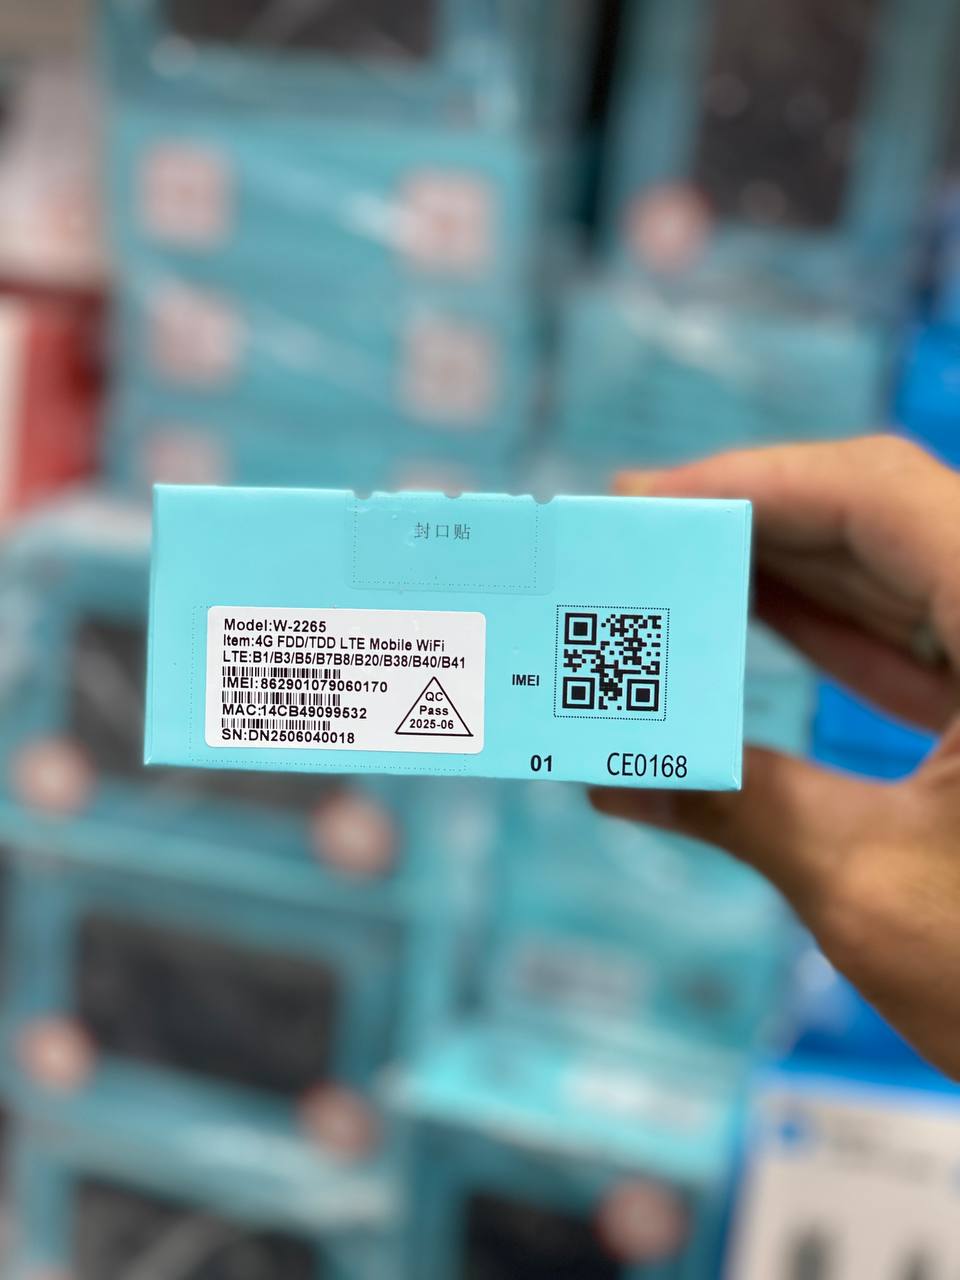 封口贴
Model:W-2265
Item:4G FDD/TDD LTE Mobile WiFi
LTE:B1/B3/B5/B7B8/B20/B38/B40/B41
IMEI:862901079060170
MAC:14CB49099532
SN:DN2506040018
QC
Pass
2025-06
IMEI
01
CE0168